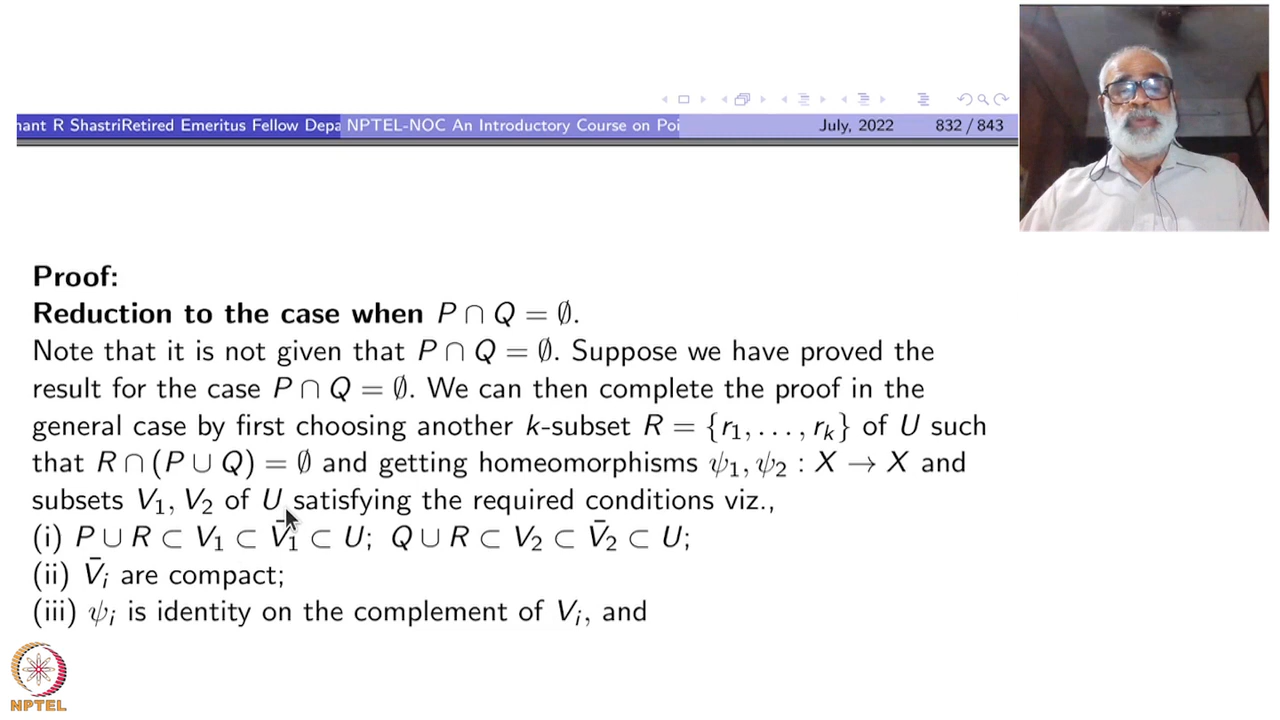 nant R ShastriRetired Emeritus Fellow Depa NPTEL-NOC An Introductory Course on Poi July, 2022 832 / 843
Proof:
Reduction to the case when P ∩ Q = ∅.
Note that it is not given that P ∩ Q = ∅. Suppose we have proved the
result for the case P ∩ Q = ∅. We can then complete the proof in the
general case by first choosing another k-subset R = {r₁, . . . , rₖ} of U such
that R ∩ (P ∪ Q) = ∅ and getting homeomorphisms ψ₁, ψ₂ : X → X and
subsets V₁, V₂ of U satisfying the required conditions viz.,
(i) P ∪ R ⊂ V₁ ⊂ V̄₁ ⊂ U; Q ∪ R ⊂ V₂ ⊂ V̄₂ ⊂ U;
(ii) V̄ᵢ are compact;
(iii) ψᵢ is identity on the complement of Vᵢ, and
NPTEL